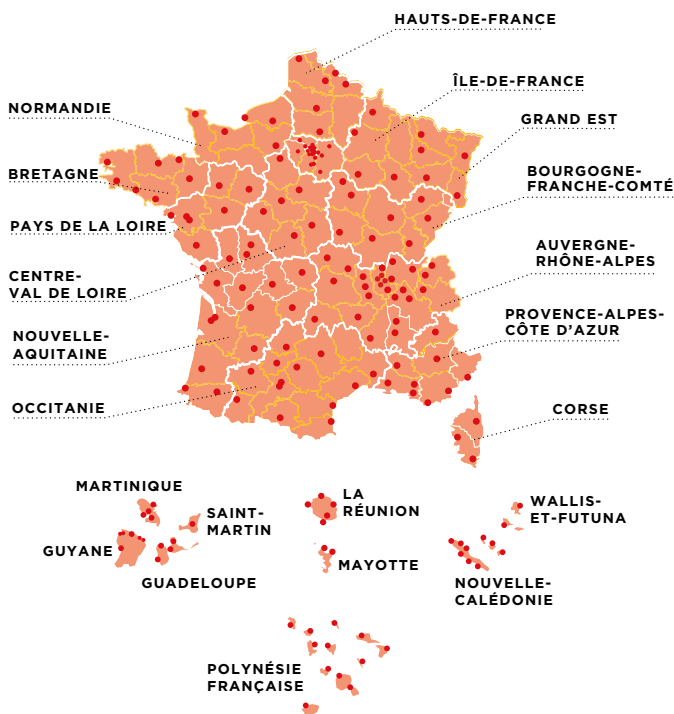 HAUTS-DE-FRANCE
ÎLE-DE-FRANCE
NORMANDIE
GRAND EST
BRETAGNE
BOURGOGNE-
FRANCHE-COMTÉ
PAYS DE LA LOIRE
AUVERGNE-
RHÔNE-ALPES
CENTRE-
VAL DE LOIRE
PROVENCE-ALPES-
CÔTE D’AZUR
NOUVELLE-
AQUITAINE
OCCITANIE
CORSE
MARTINIQUE
SAINT-
MARTIN
GUYANE
GUADELOUPE
LA
RÉUNION
MAYOTTE
WALLIS-
ET-FUTUNA
NOUVELLE-
CALÉDONIE
POLYNÉSIE
FRANÇAISE